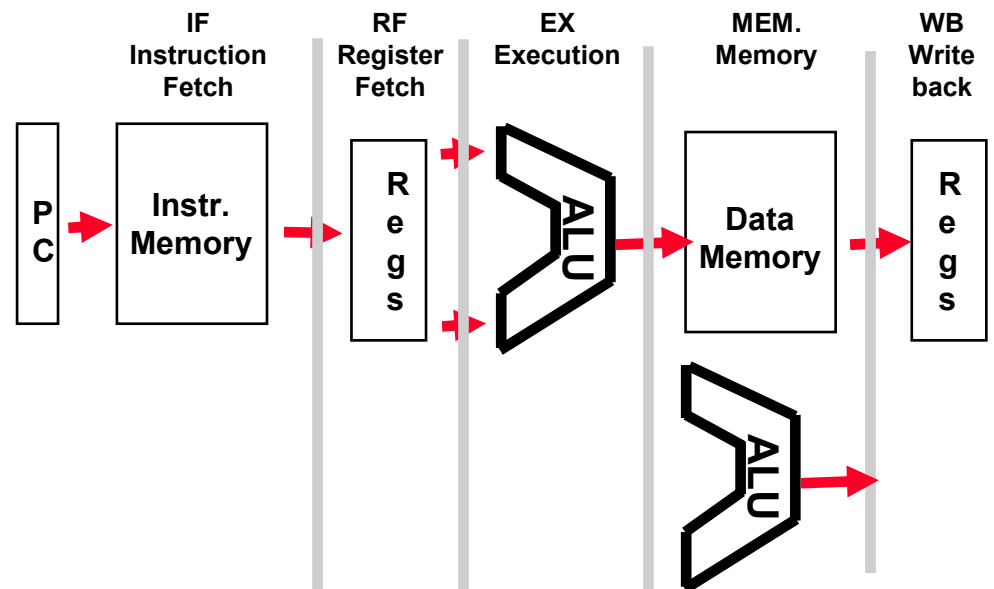 IF
Instruction
Fetch
RF
Register
Fetch
EX
Execution
MEM.
Memory
WB
Write
back
P
C
Instr.
Memory
R
e
g
s
ALU
Data
Memory
R
e
g
s
ALU